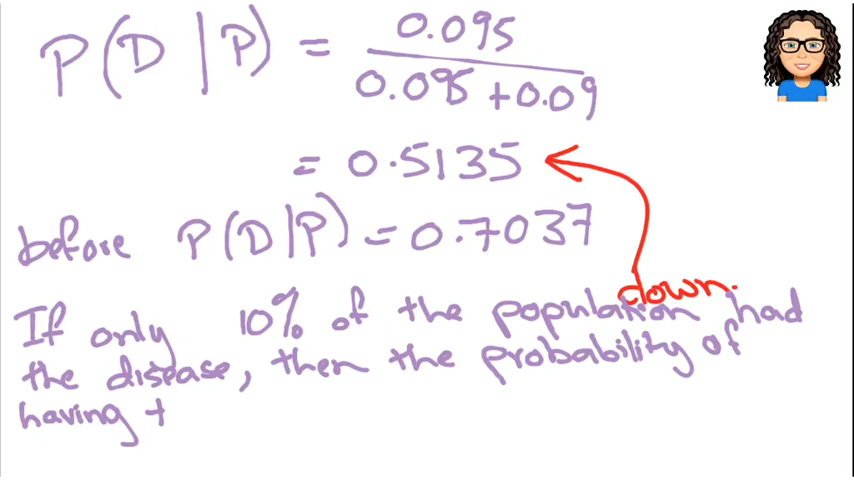 P(D|P) = 0.095 / 0.095 + 0.09
= 0.5135
before P(D|P) = 0.7037
down.
If only 10% of the population had
the disease, then the probability of
having t